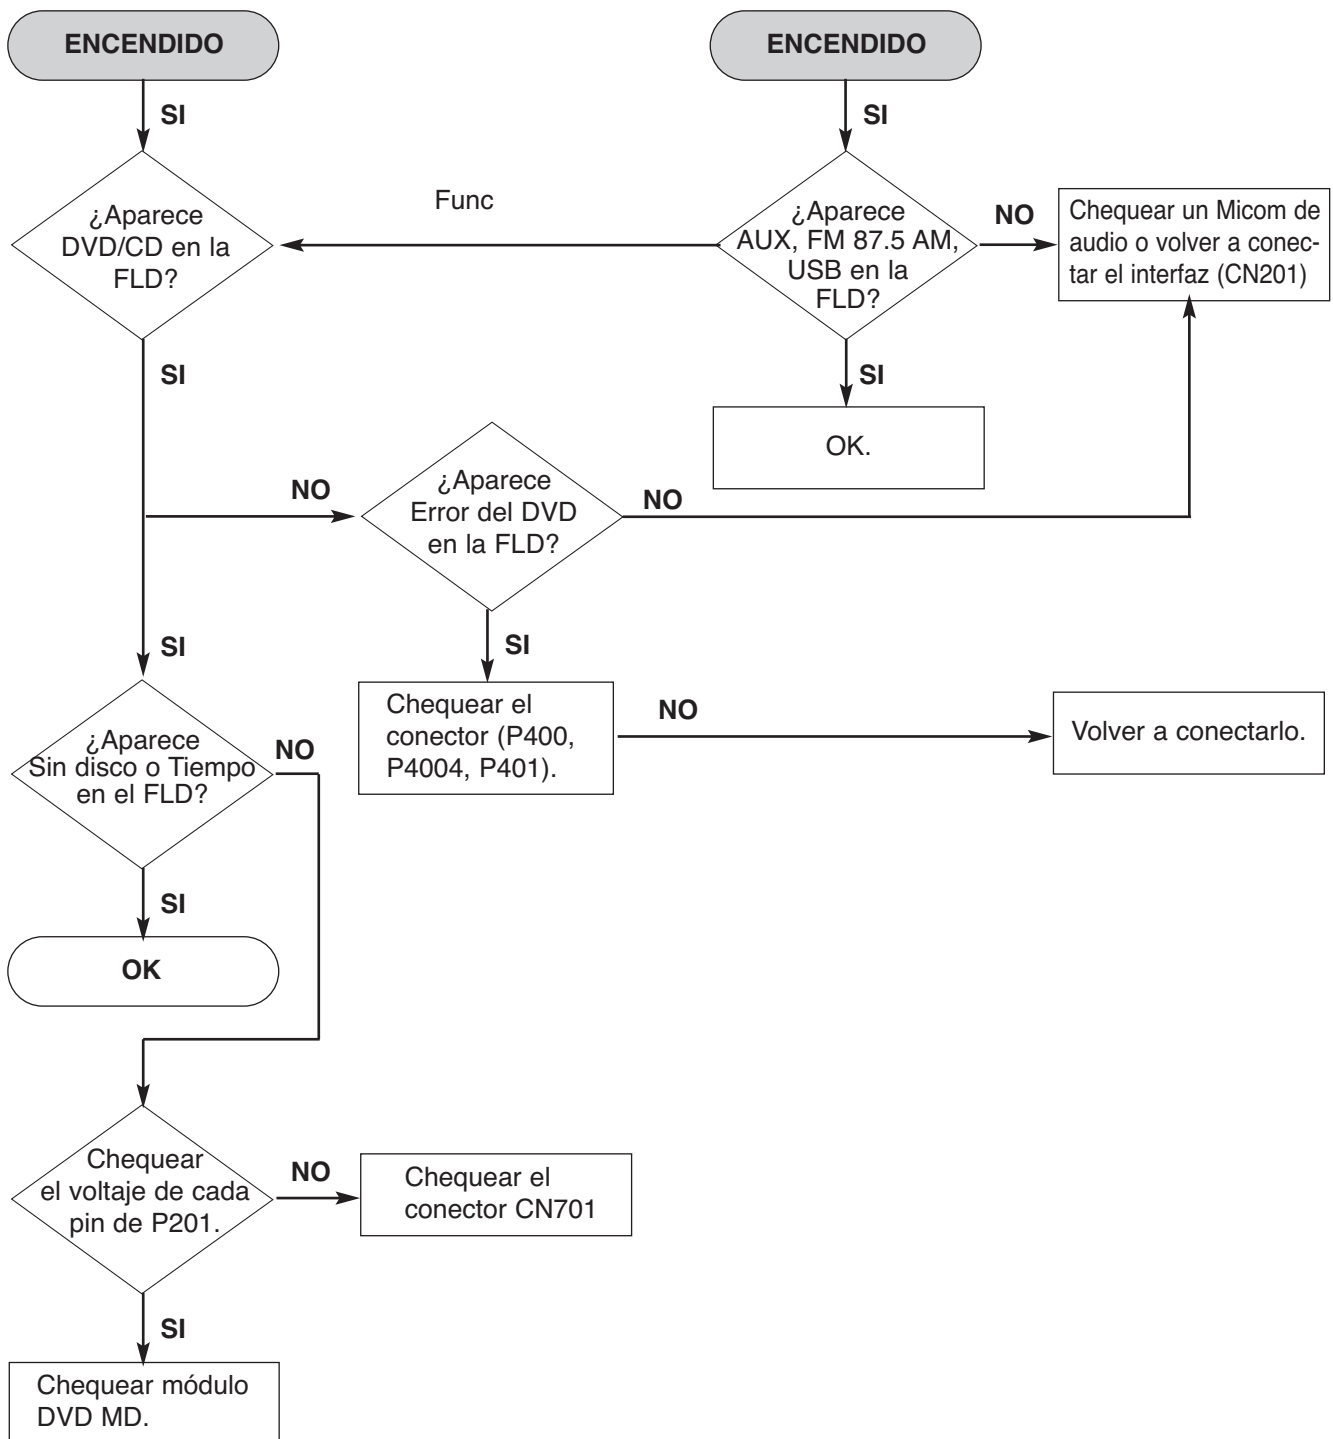 ENCENDIDO
ENCENDIDO
SI
SI
¿Aparece
DVD/CD en la
FLD?
Func
¿Aparece
AUX, FM 87.5 AM,
USB en la
FLD?
NO
Chequear un Micom de
audio o volver a conec-
tar el interfaz (CN201)
SI
SI
OK.
NO
¿Aparece
Error del DVD
en la FLD?
NO
SI
SI
Chequear el
conector (P400,
P4004, P401).
NO
Volver a conectarlo.
¿Aparece
Sin disco o Tiempo
en el FLD?
NO
SI
OK
Chequear
el voltaje de cada
pin de P201.
NO
Chequear el
conector CN701
SI
Chequear módulo
DVD MD.